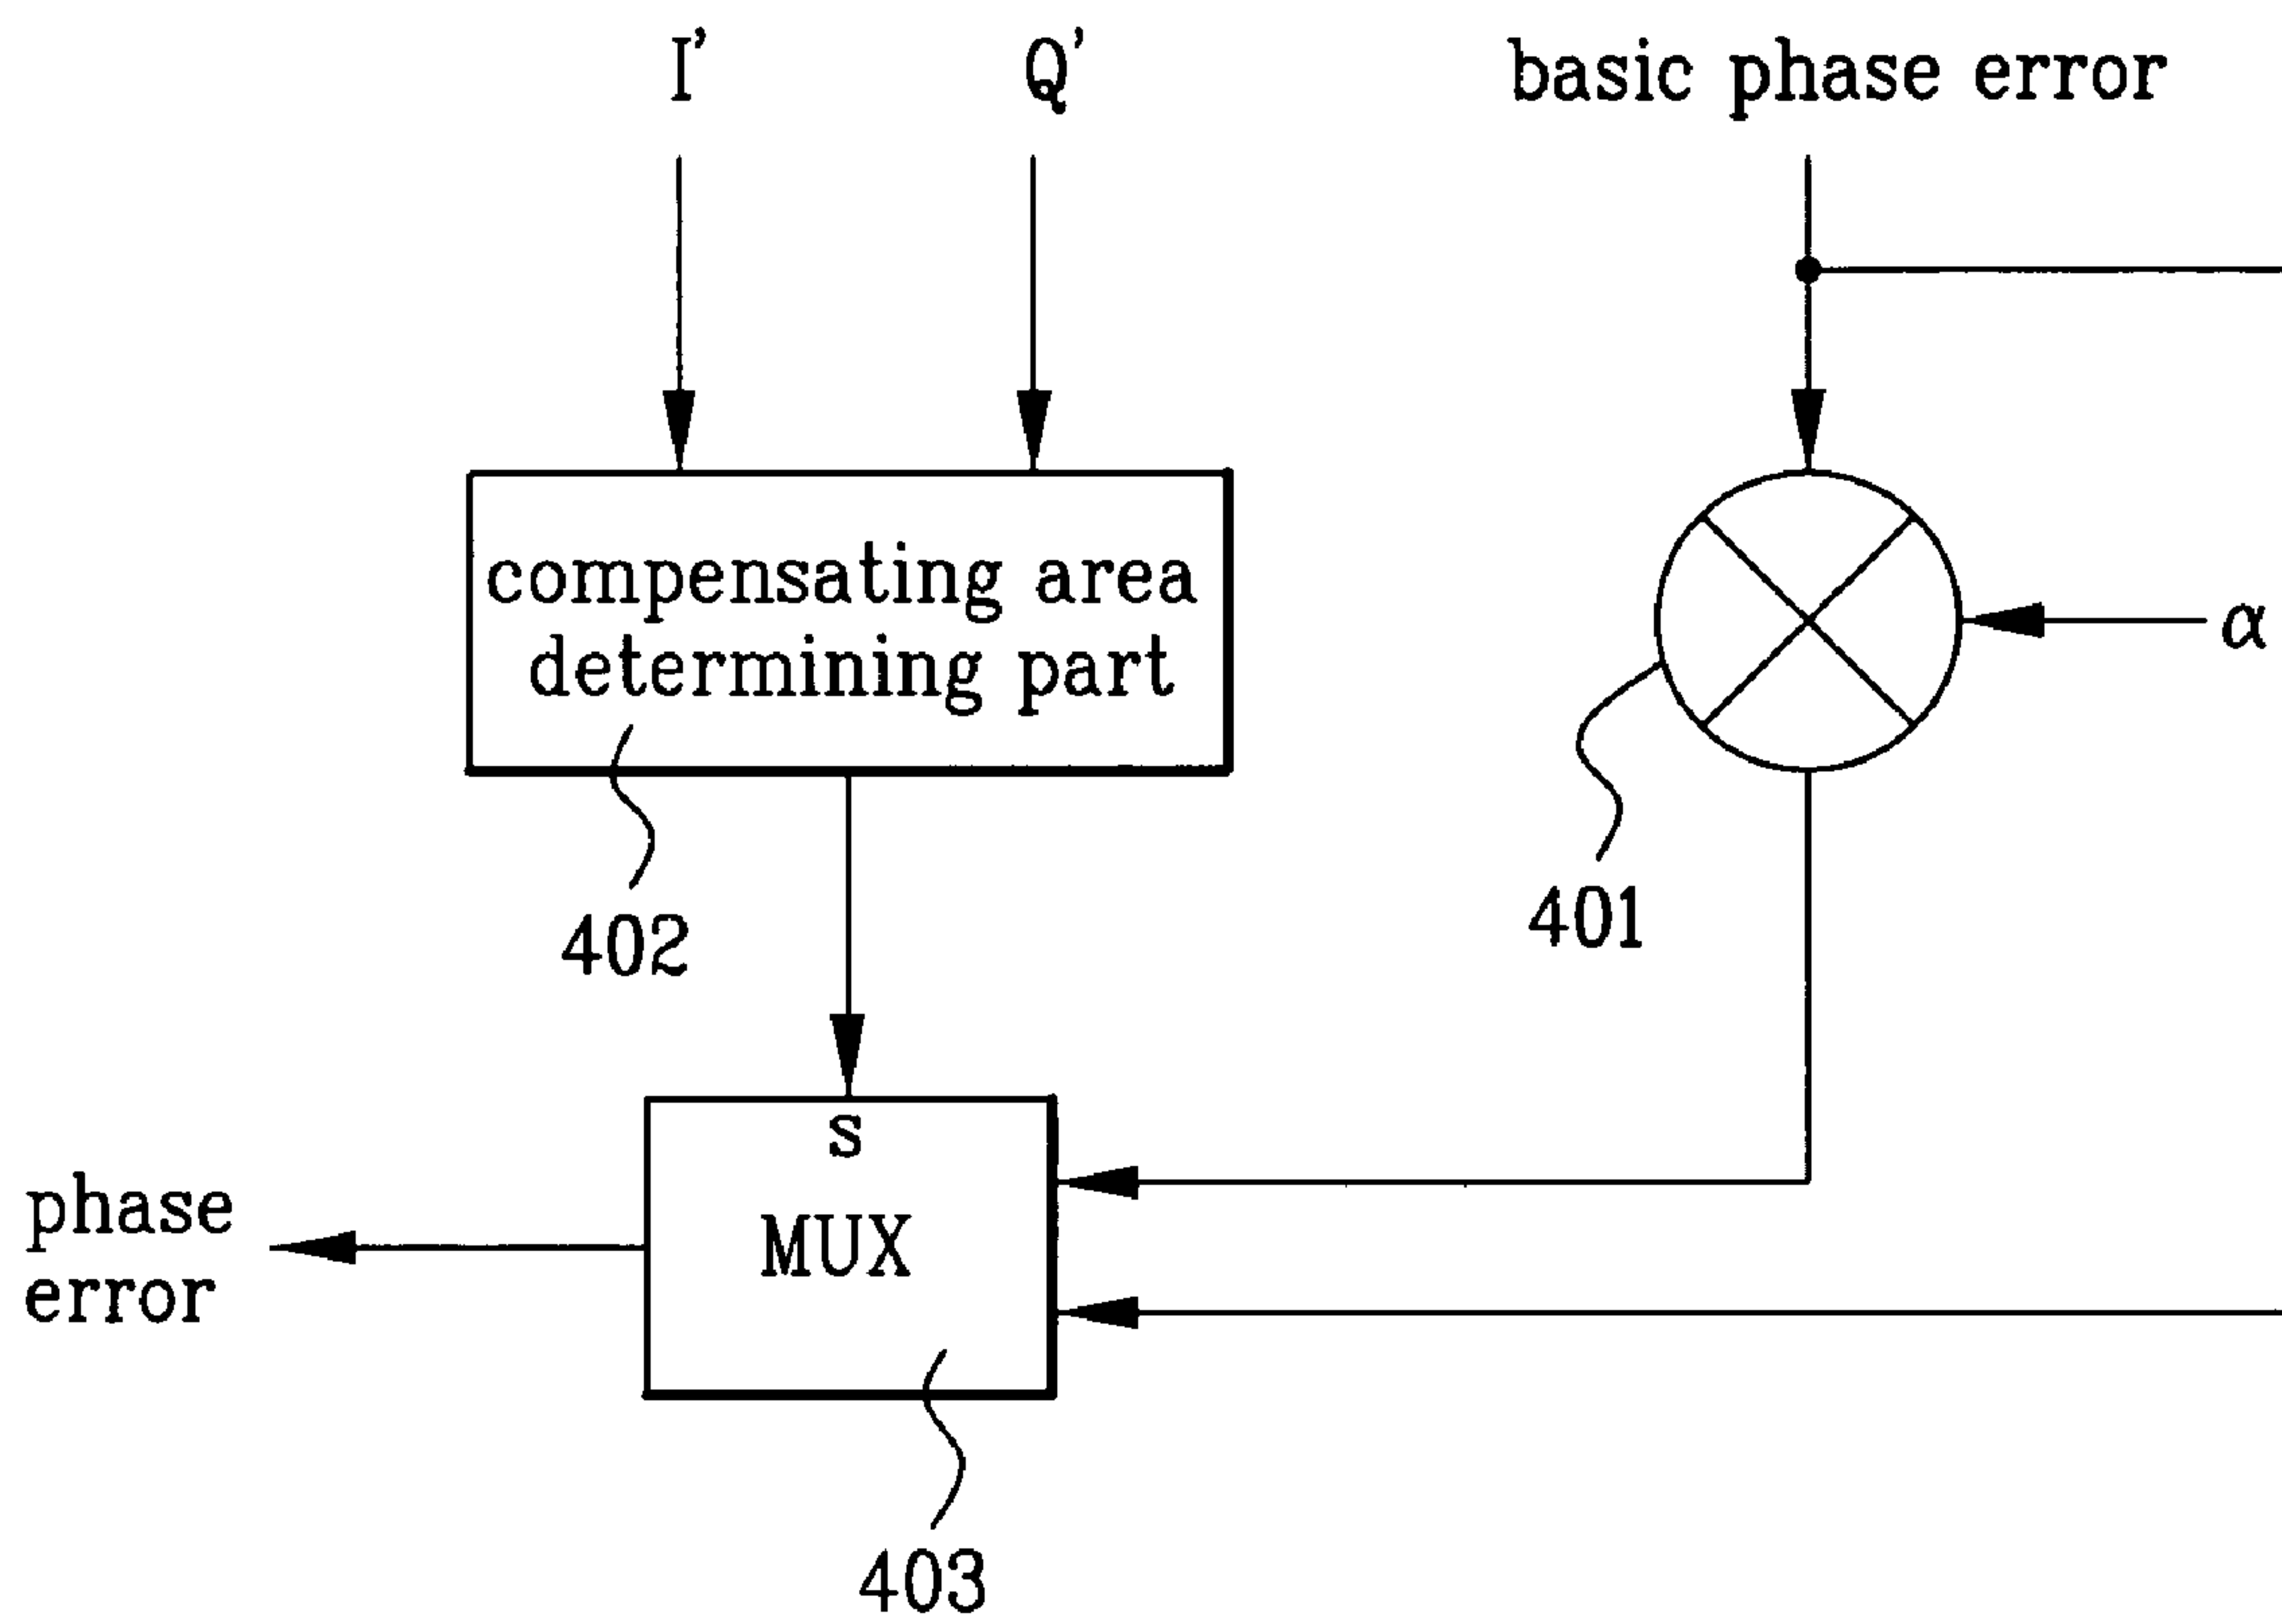 I'
Q'
basic phase error
compensating area
determining part
α
402
401
s
MUX
phase
error
403